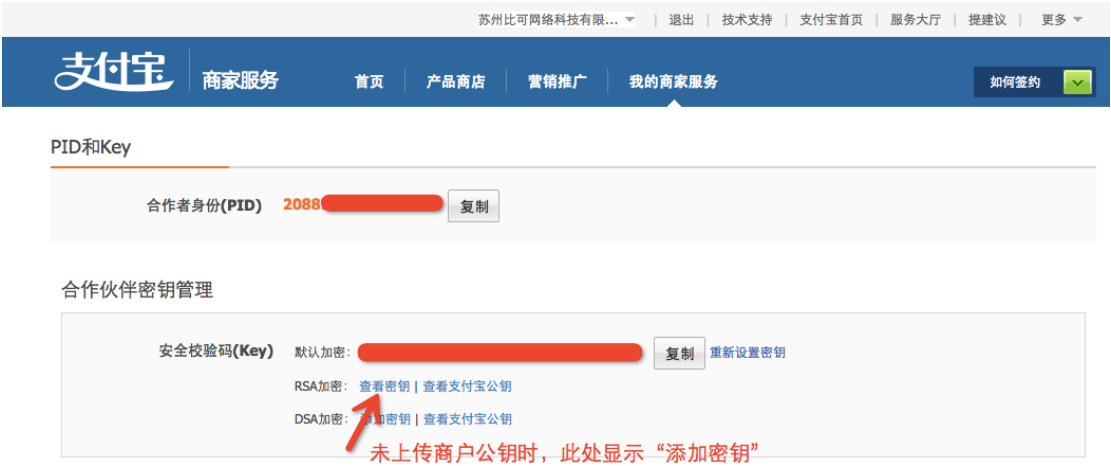 苏州比可网络科技有限... | 退出 | 技术支持 | 支付宝首页 | 服务大厅 | 提建议 | 更多
支付宝 商家服务 首页 产品商店 营销推广 我的商家服务 如何签约
PID和Key
合作者身份(PID) 2088 复制
合作伙伴密钥管理
安全校验码(Key) 默认加密: 复制 重新设置密钥
RSA加密: 查看密钥 | 查看支付宝公钥
DSA加密: 添加密钥 | 查看支付宝公钥
未上传商户公钥时，此处显示“添加密钥”